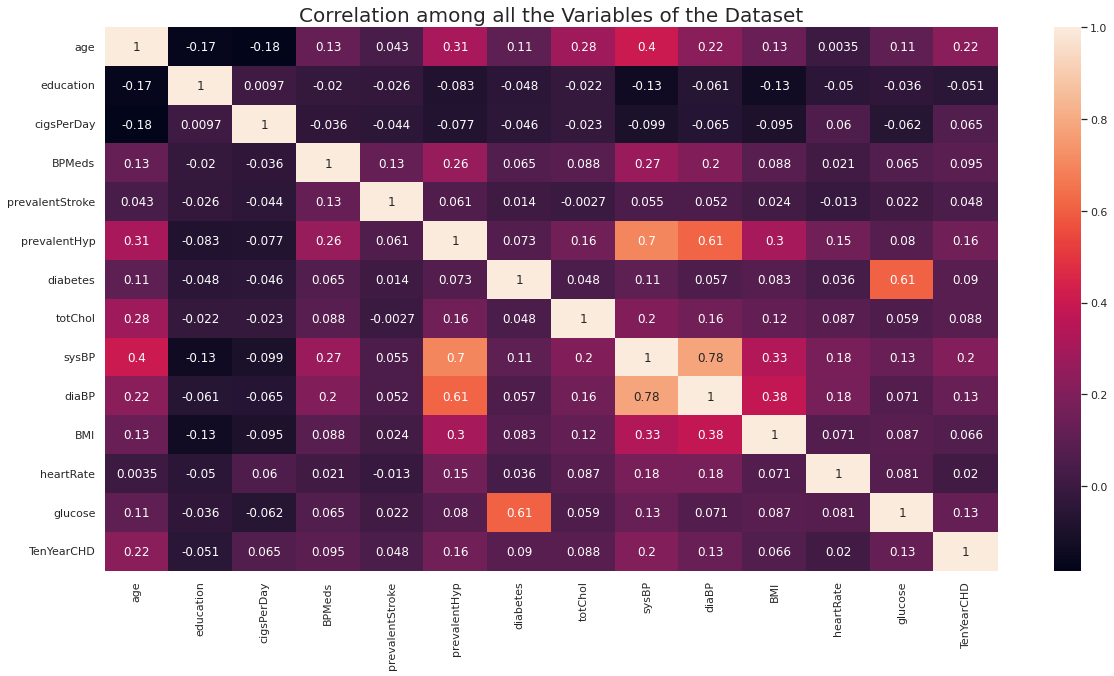 Correlation among all the Variables of the Dataset
age 1 -0.17 -0.18 0.13 0.043 0.31 0.11 0.28 0.4 0.22 0.13 0.0035 0.11 0.22
education -0.17 1 0.0097 -0.02 -0.026 -0.083 -0.048 -0.022 -0.13 -0.061 -0.13 -0.05 -0.036 -0.051
cigsPerDay -0.18 0.0097 1 -0.036 -0.044 -0.077 -0.046 -0.023 -0.099 -0.065 -0.095 0.06 -0.062 0.065
BPMeds 0.13 -0.02 -0.036 1 0.13 0.26 0.065 0.088 0.27 0.2 0.088 0.021 0.065 0.095
prevalentStroke 0.043 -0.026 -0.044 0.13 1 0.061 0.014 -0.0027 0.055 0.052 0.024 -0.013 0.022 0.048
prevalentHyp 0.31 -0.083 -0.077 0.26 0.061 1 0.073 0.16 0.7 0.61 0.3 0.15 0.08 0.16
diabetes 0.11 -0.048 -0.046 0.065 0.014 0.073 1 0.048 0.11 0.057 0.083 0.036 0.61 0.09
totChol 0.28 -0.022 -0.023 0.088 -0.0027 0.16 0.048 1 0.2 0.16 0.12 0.087 0.059 0.088
sysBP 0.4 -0.13 -0.099 0.27 0.055 0.7 0.11 0.2 1 0.78 0.33 0.18 0.13 0.2
diaBP 0.22 -0.061 -0.065 0.2 0.052 0.61 0.057 0.16 0.78 1 0.38 0.18 0.071 0.13
BMI 0.13 -0.13 -0.095 0.088 0.024 0.3 0.083 0.12 0.33 0.38 1 0.071 0.087 0.066
heartRate 0.0035 -0.05 0.06 0.021 -0.013 0.15 0.036 0.087 0.18 0.18 0.071 1 0.081 0.02
glucose 0.11 -0.036 -0.062 0.065 0.022 0.08 0.61 0.059 0.13 0.071 0.087 0.081 1 0.13
TenYearCHD 0.22 -0.051 0.065 0.095 0.048 0.16 0.09 0.088 0.2 0.13 0.066 0.02 0.13 1
age education cigsPerDay BPMeds prevalentStroke prevalentHyp diabetes totChol sysBP diaBP BMI heartRate glucose TenYearCHD
1.0
0.8
0.6
0.4
0.2
0.0